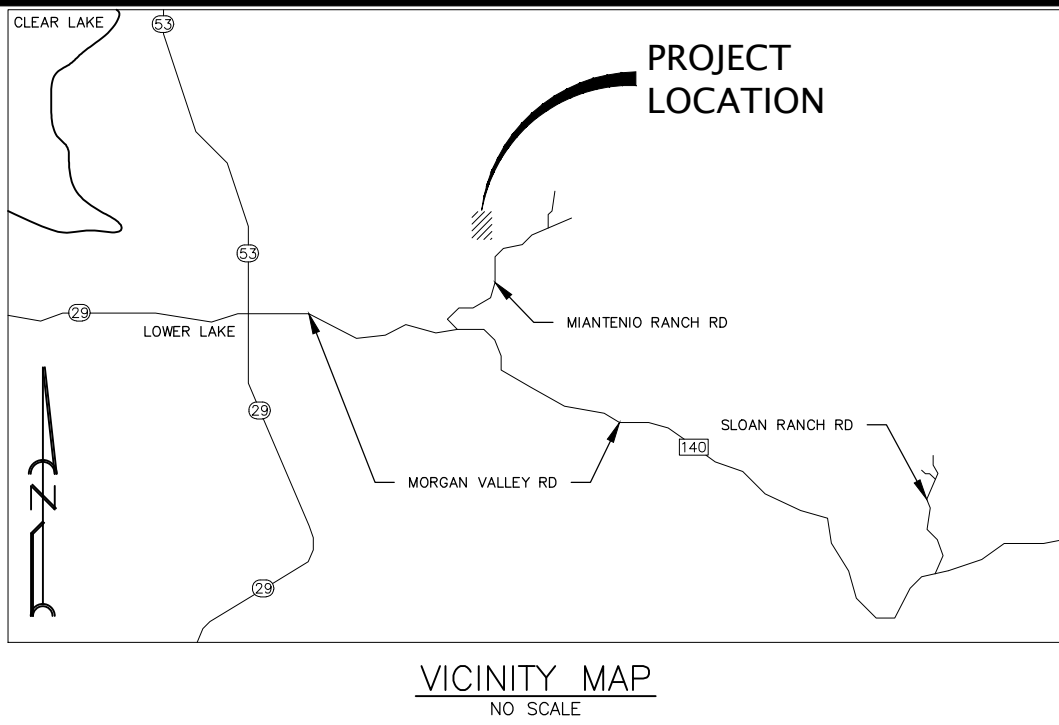 CLEAR LAKE
53
PROJECT
LOCATION
53
29
LOWER LAKE
MIANTENIO RANCH RD
29
SLOAN RANCH RD
140
MORGAN VALLEY RD
N
29
VICINITY MAP
NO SCALE